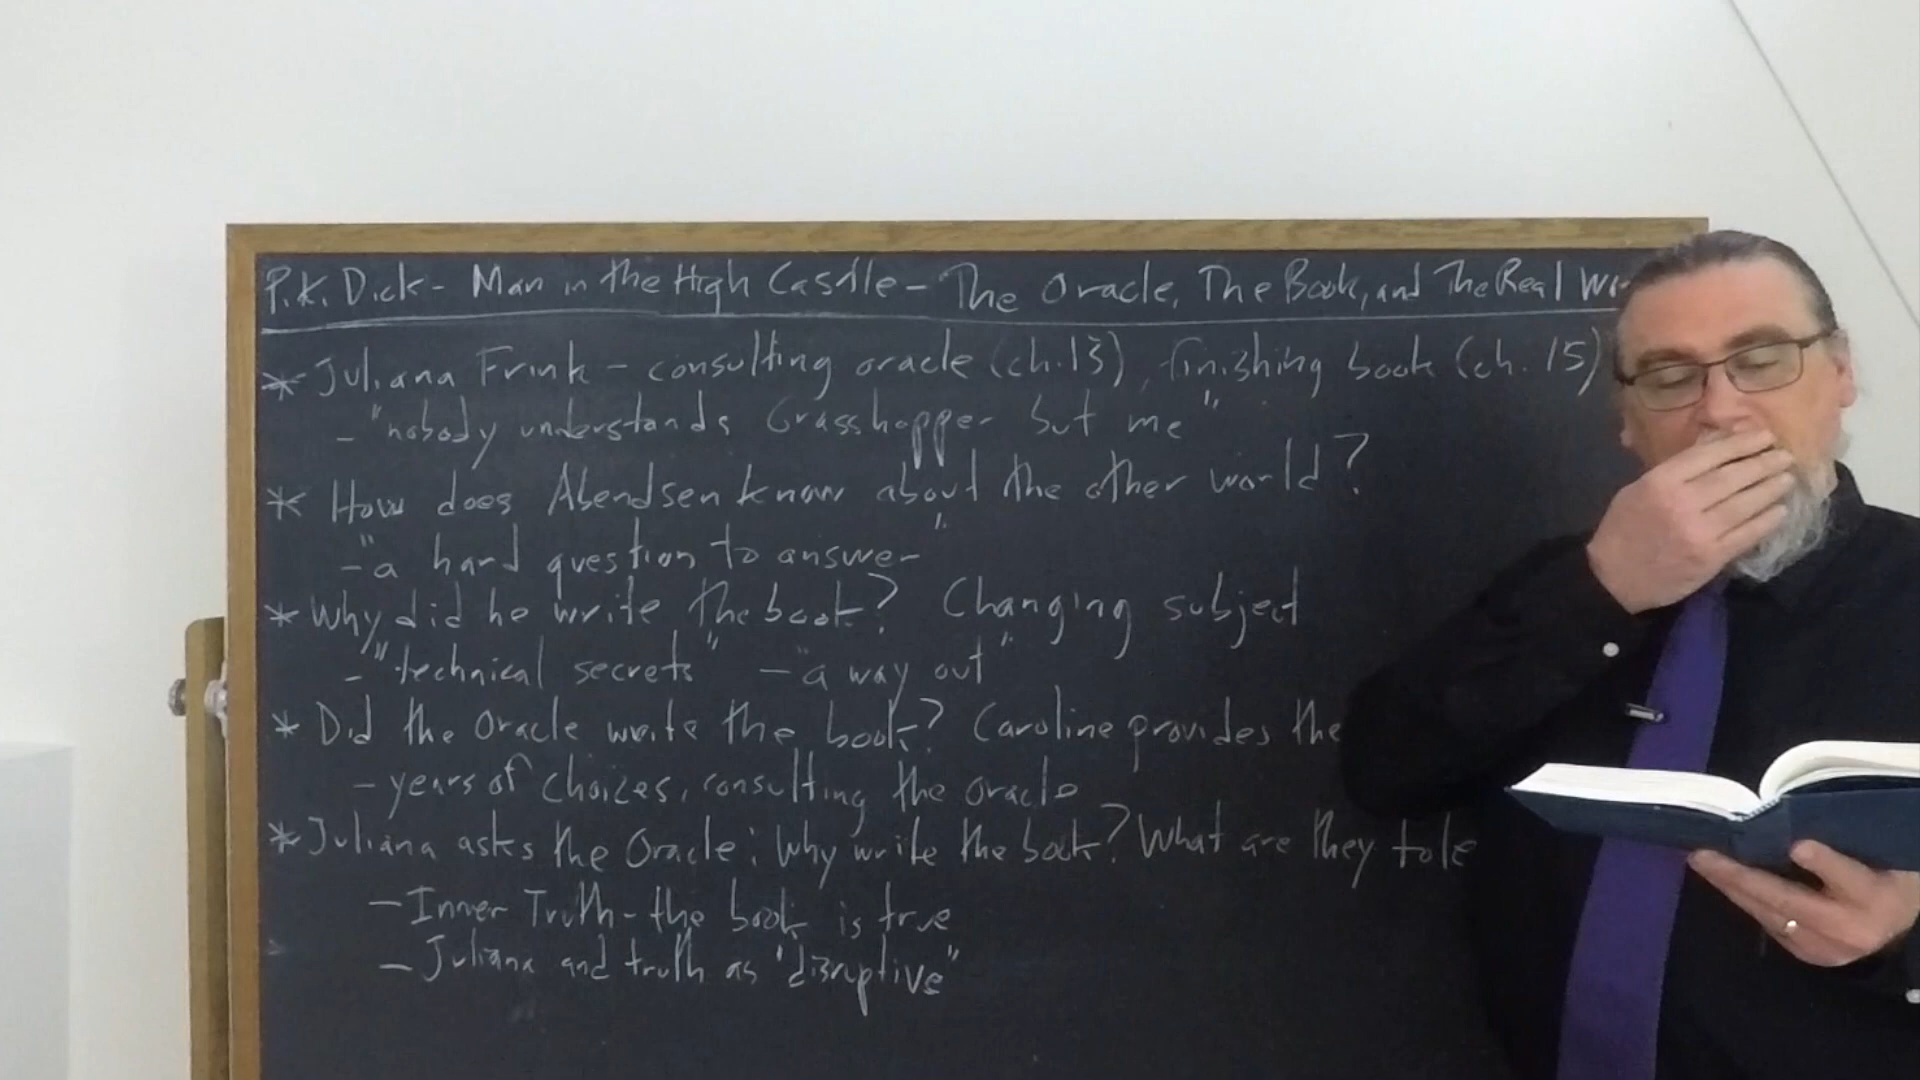 P.K. Dick - Man in the High Castle - The Oracle, The Book, and The Real
* Juliana Frink - consulting oracle (ch. 13), finishing book (ch. 15)
- "nobody understands Grasshopper but me"
* How does Abendsen know about the other world?
- "a hard question to answer"
* Why did he write the book? Changing subject
- "technical secrets" - "a way out"
* Did the Oracle write the book? Caroline provides the
- years of choices, consulting the oracle
* Juliana asks the Oracle: Why write the book? What are they to le
- Inner Truth - the book is true
- Juliana and truth as "disruptive"